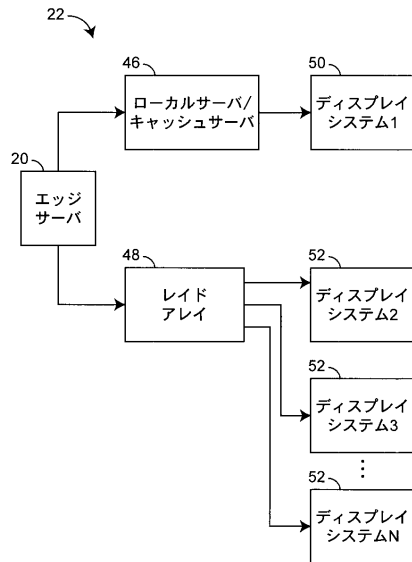 22
46
ローカルサーバ/
キャッシュサーバ
50
ディスプレイ
システム1
20
エッジ
サーバ
48
レイド
アレイ
52
ディスプレイ
システム2
52
ディスプレイ
システム3
52
ディスプレイ
システムN